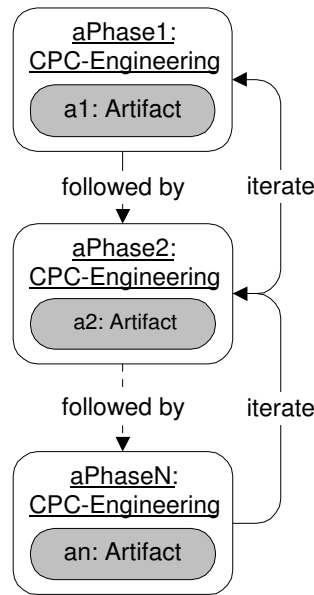 aPhase1:
CPC-Engineering
a1: Artifact
followed by
iterate
aPhase2:
CPC-Engineering
a2: Artifact
followed by
iterate
aPhaseN:
CPC-Engineering
an: Artifact